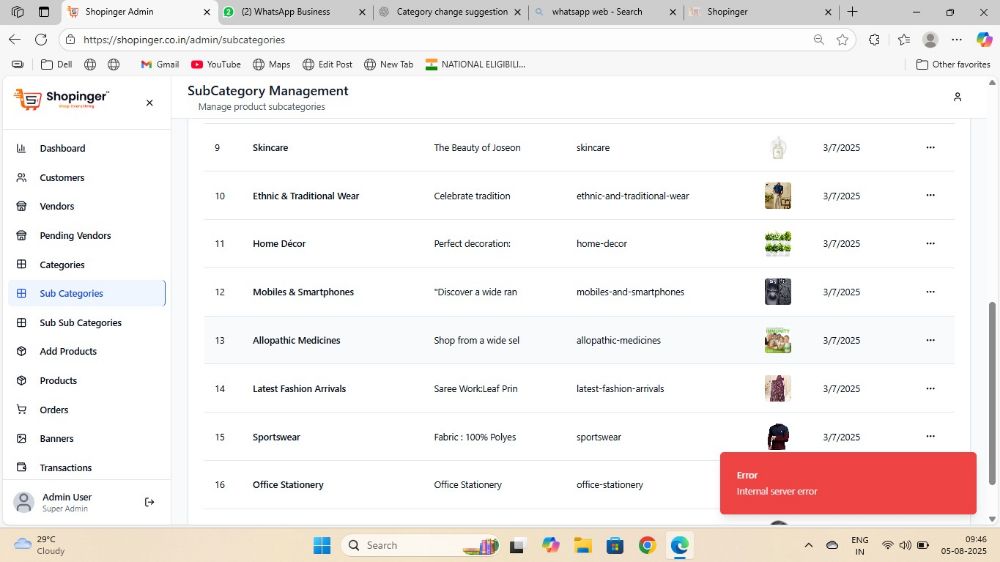 Shopinger Admin
(2) WhatsApp Business
Category change suggestion
whatsapp web - Search
Shopinger
https://shopinger.co.in/admin/subcategories
Dell
Gmail
YouTube
Maps
Edit Post
New Tab
NATIONAL ELIGIBILI...
Other favorites
Shopinger
SubCategory Management
Manage product subcategories
Dashboard
Customers
Vendors
Pending Vendors
Categories
Sub Categories
Sub Sub Categories
Add Products
Products
Orders
Banners
Transactions
Admin User
Super Admin
9 Skincare The Beauty of Joseon skincare 3/7/2025 ...
10 Ethnic & Traditional Wear Celebrate tradition ethnic-and-traditional-wear 3/7/2025 ...
11 Home Décor Perfect decoration: home-decor 3/7/2025 ...
12 Mobiles & Smartphones "Discover a wide ran mobiles-and-smartphones 3/7/2025 ...
13 Allopathic Medicines Shop from a wide sel allopathic-medicines 3/7/2025 ...
14 Latest Fashion Arrivals Saree Work:Leaf Prin latest-fashion-arrivals 3/7/2025 ...
15 Sportswear Fabric : 100% Polyes sportswear 3/7/2025 ...
16 Office Stationery Office Stationery office-stationery
Error
Internal server error
29°C
Cloudy
Search
ENG
IN
09:46
05-08-2025